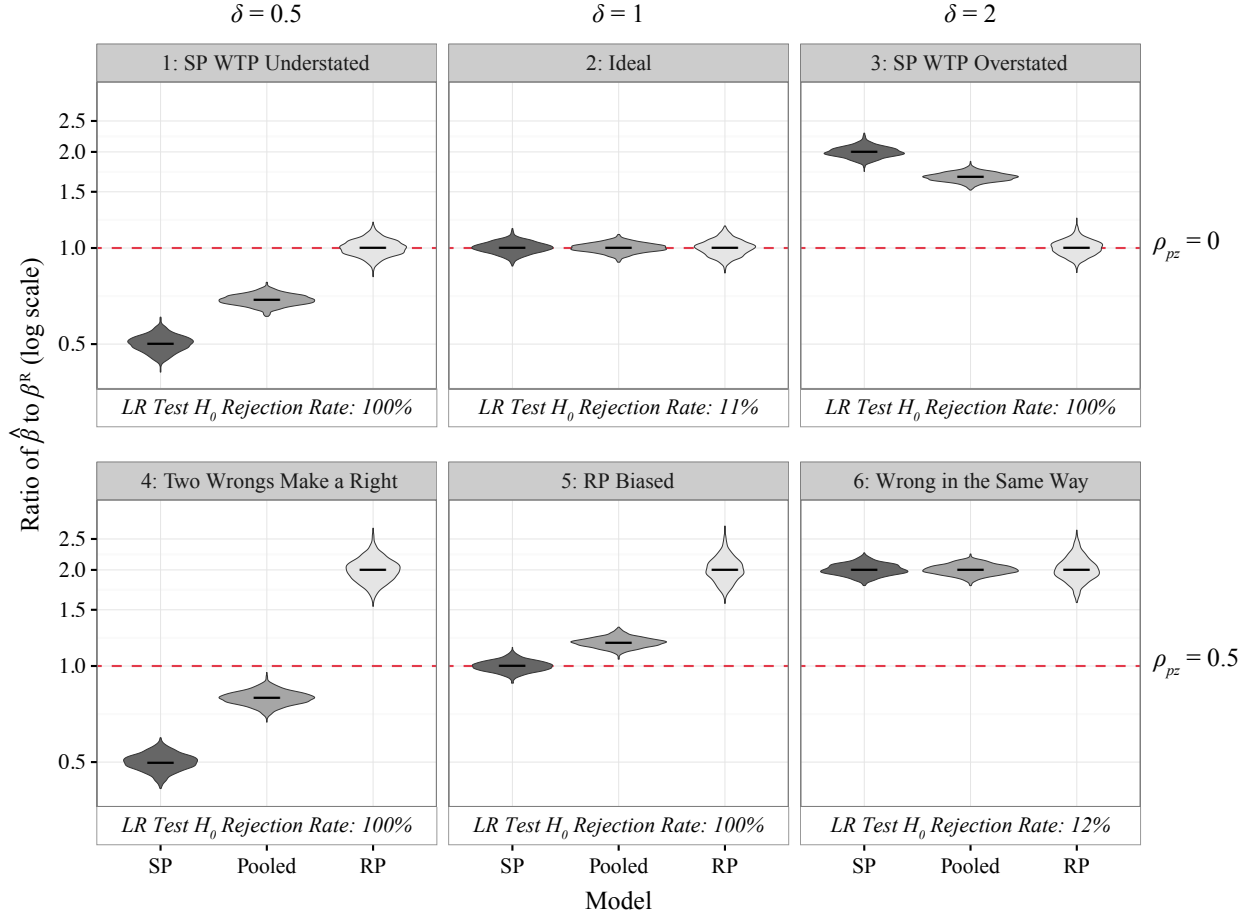 δ = 0.5 δ = 1 δ = 2
1: SP WTP Understated 2: Ideal 3: SP WTP Overstated
2.5
2.0
1.5
1.0
0.5
ρpz = 0
LR Test H0 Rejection Rate: 100% LR Test H0 Rejection Rate: 11% LR Test H0 Rejection Rate: 100%
Ratio of β̂ to βR (log scale)
4: Two Wrongs Make a Right 5: RP Biased 6: Wrong in the Same Way
2.5
2.0
1.5
1.0
0.5
ρpz = 0.5
LR Test H0 Rejection Rate: 100% LR Test H0 Rejection Rate: 100% LR Test H0 Rejection Rate: 12%
SP Pooled RP SP Pooled RP SP Pooled RP
Model